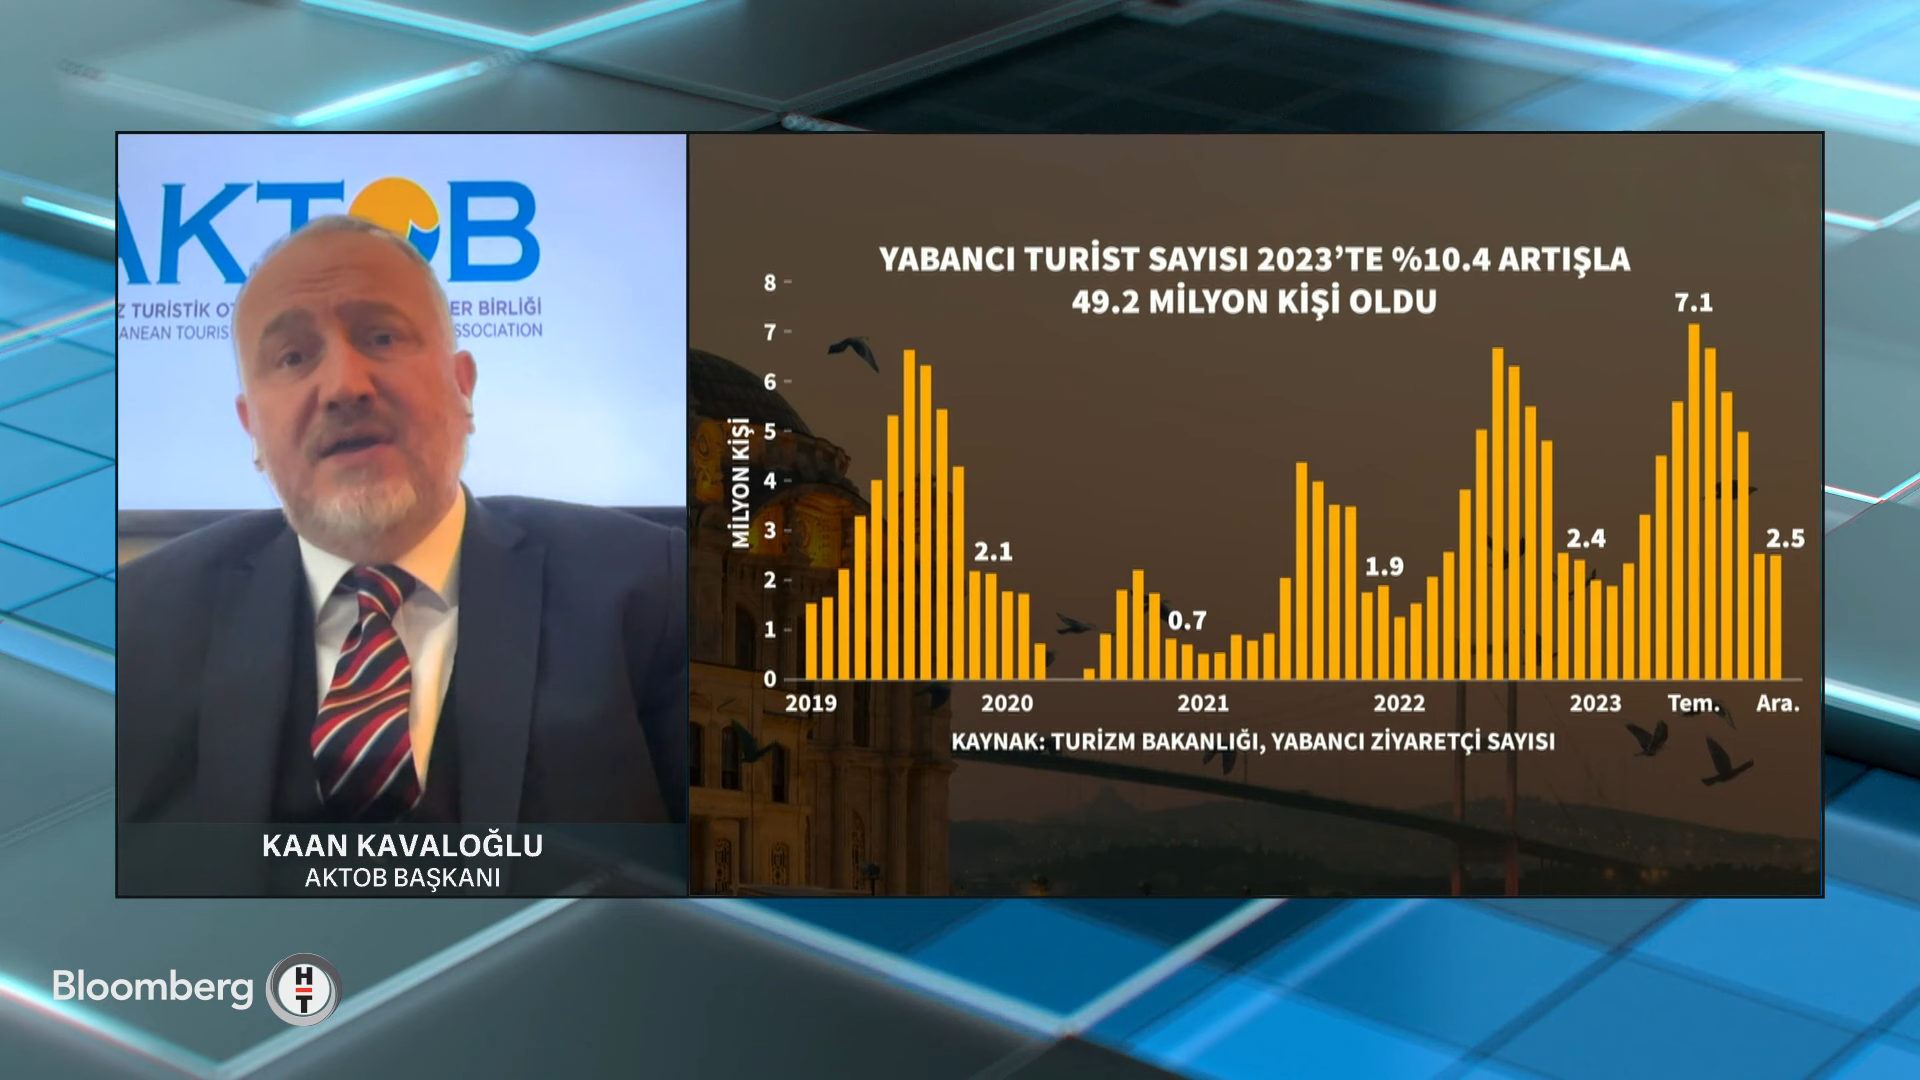 AKTOB
Z TURİSTİK OT ER BİRLİĞİ
ANEAN TOURIS SSOCIATION
KAAN KAVALOĞLU
AKTOB BAŞKANI
YABANCI TURİST SAYISI 2023’TE %10.4 ARTIŞLA
49.2 MİLYON KİŞİ OLDU
MİLYON KİŞİ
8
7
6
5
4
3
2
1
0
2.1
0.7
1.9
2.4
7.1
2.5
2019 2020 2021 2022 2023 Tem. Ara.
KAYNAK: TURİZM BAKANLIĞI, YABANCI ZİYARETÇİ SAYISI
Bloomberg HT